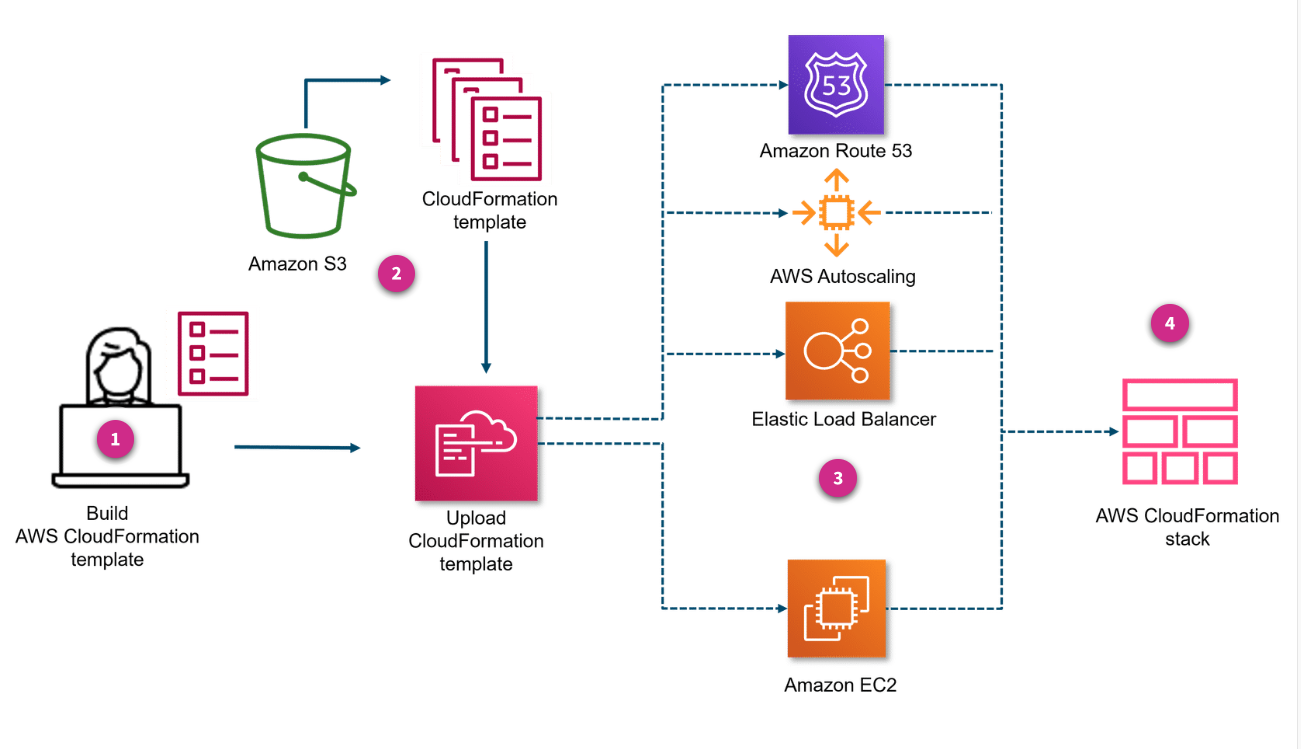 53
Amazon Route 53
CloudFormation
template
Amazon S3
2
AWS Autoscaling
4
1
Elastic Load Balancer
3
Build
AWS CloudFormation
template
Upload
CloudFormation
template
AWS CloudFormation
stack
Amazon EC2